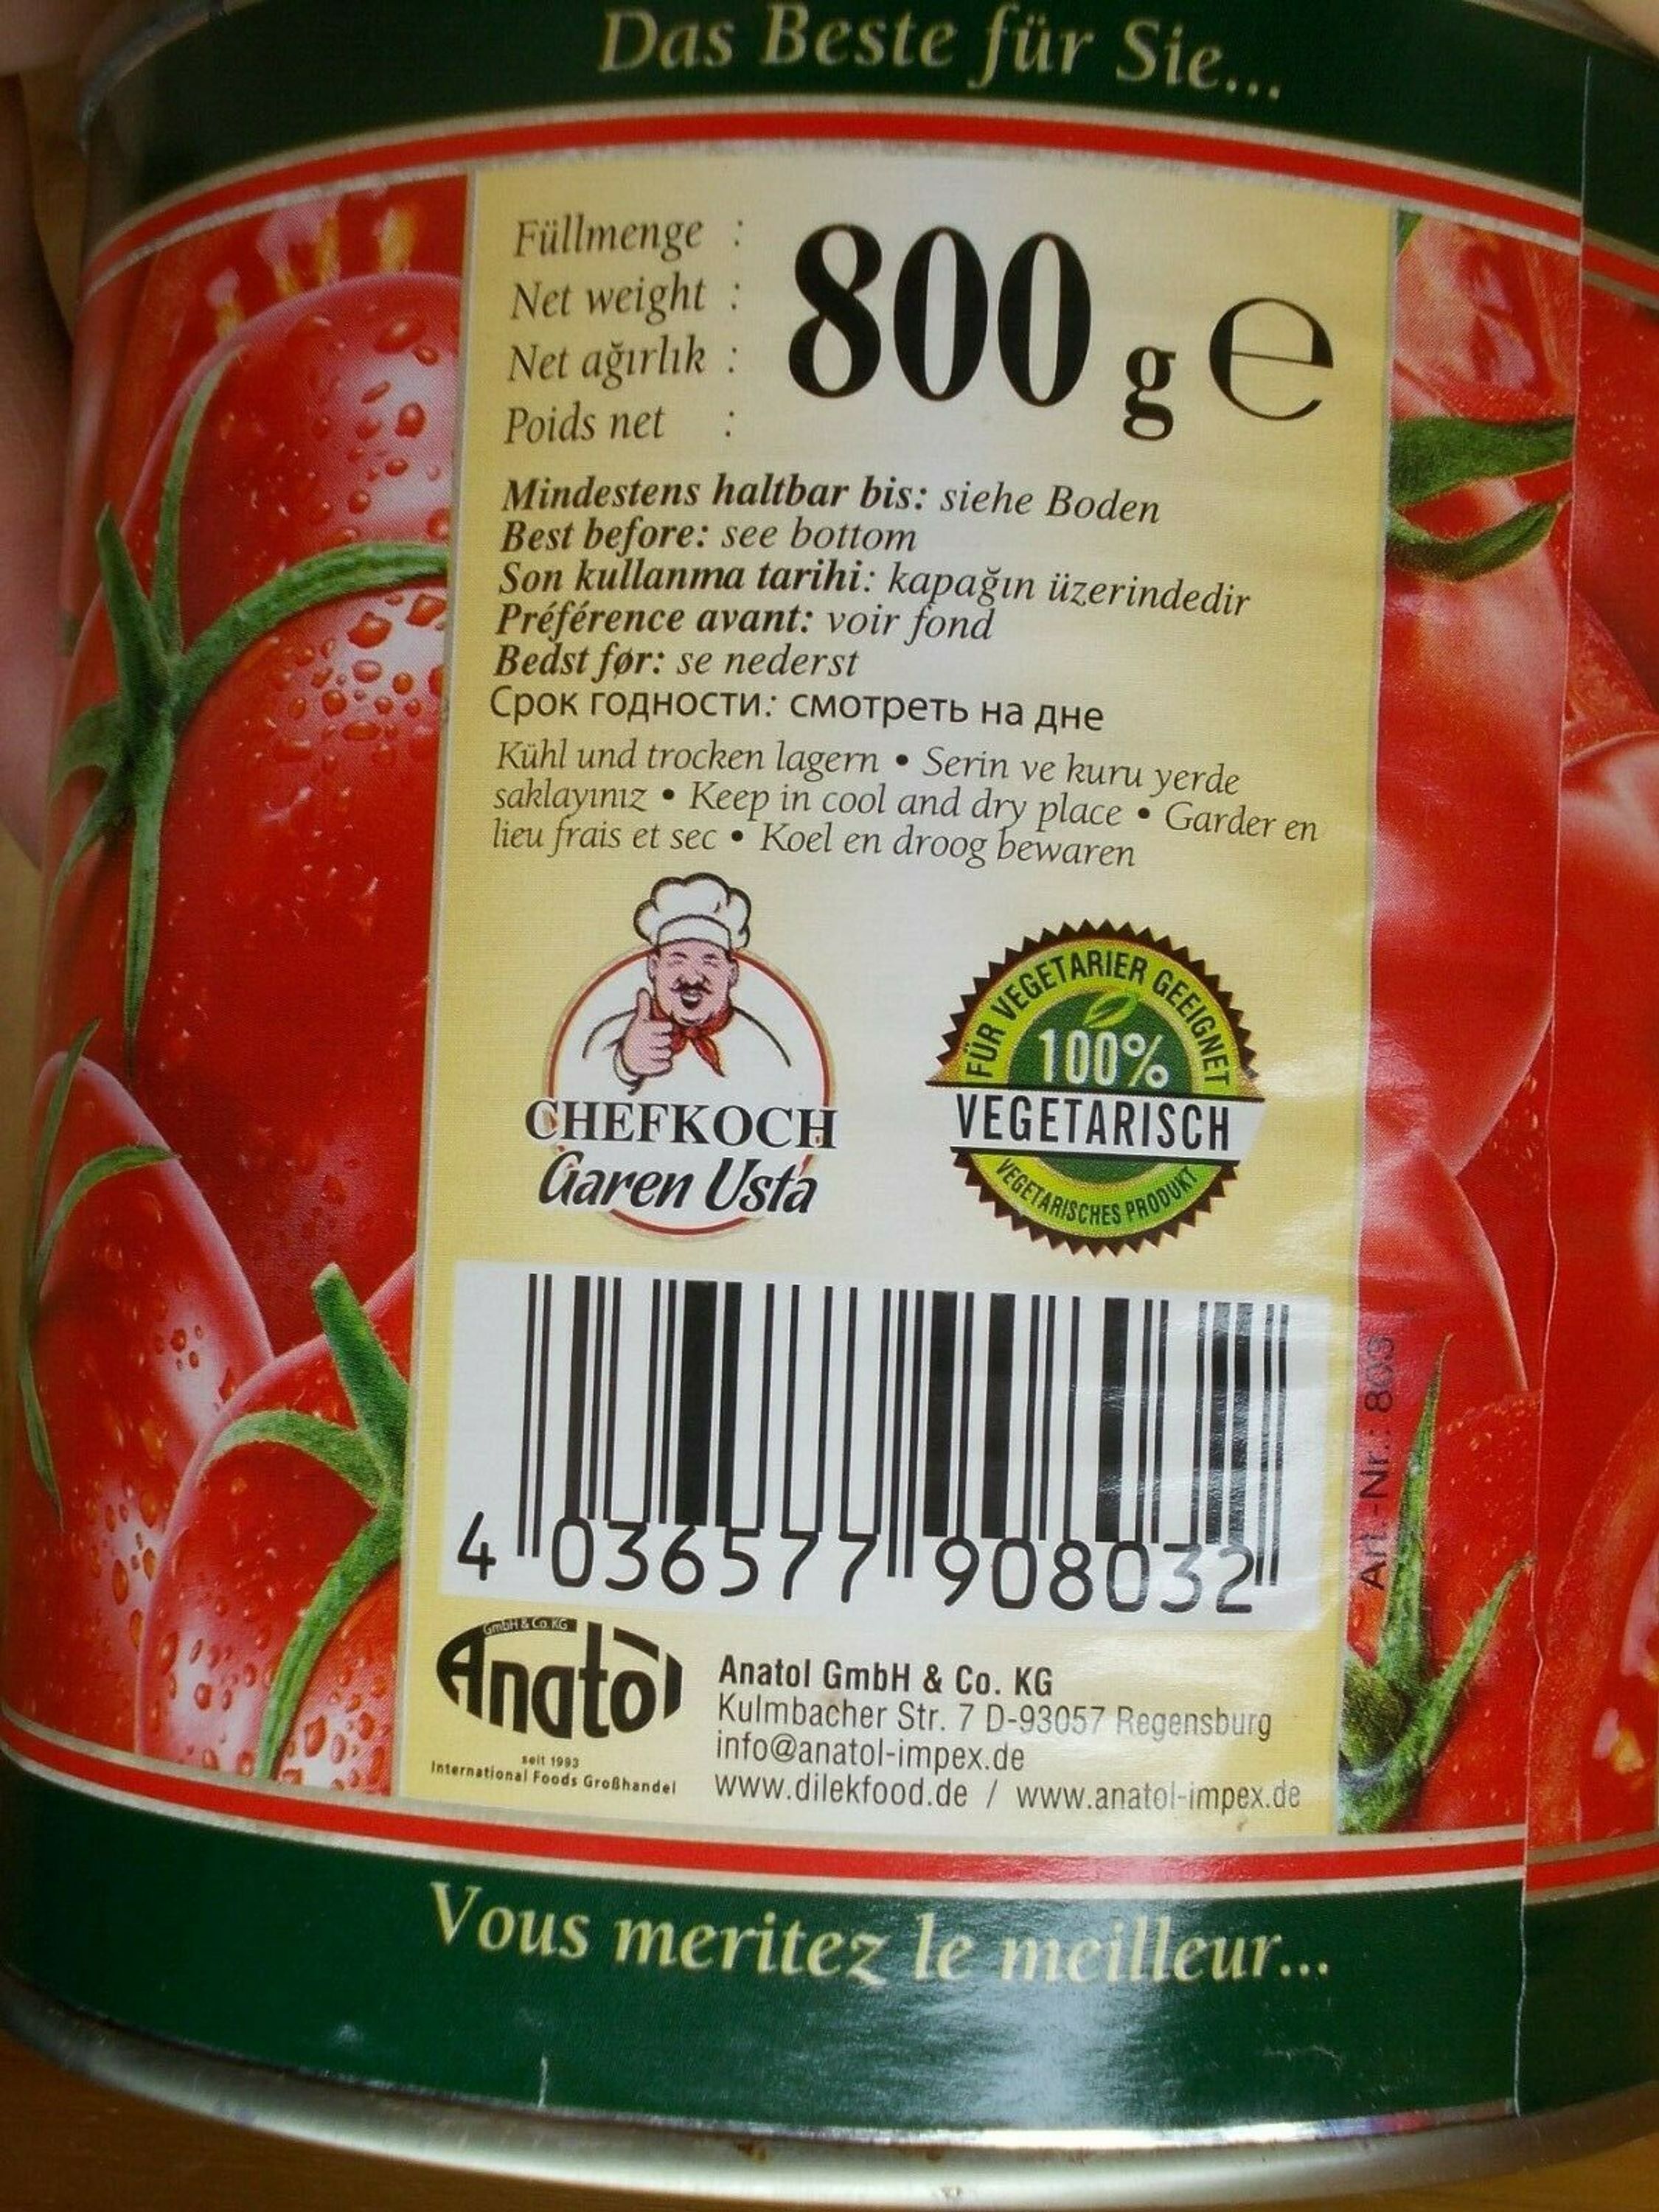 Das Beste für Sie...
Füllmenge :
Net weight :
Net ağırlık :
Poids net :
800 g e
Mindestens haltbar bis: siehe Boden
Best before: see bottom
Son kullanma tarihi: kapağın üzerindedir
Préférence avant: voir fond
Bedst før: se nederst
Срок годности: смотреть на дне
Kühl und trocken lagern • Serin ve kuru yerde
saklayınız • Keep in cool and dry place • Garder en
lieu frais et sec • Koel en droog bewaren
CHEFKOCH
Garen Usta
FÜR VEGETARIER GEEIGNET
100%
VEGETARISCH
VEGETARISCHES PRODUKT
4 036577 908032
Art.-Nr.: 803
GmbH & Co. KG
Anatol
seit 1993
International Foods Großhandel
Anatol GmbH & Co. KG
Kulmbacher Str. 7 D-93057 Regensburg
info@anatol-impex.de
www.dilekfood.de / www.anatol-impex.de
Vous meritez le meilleur...